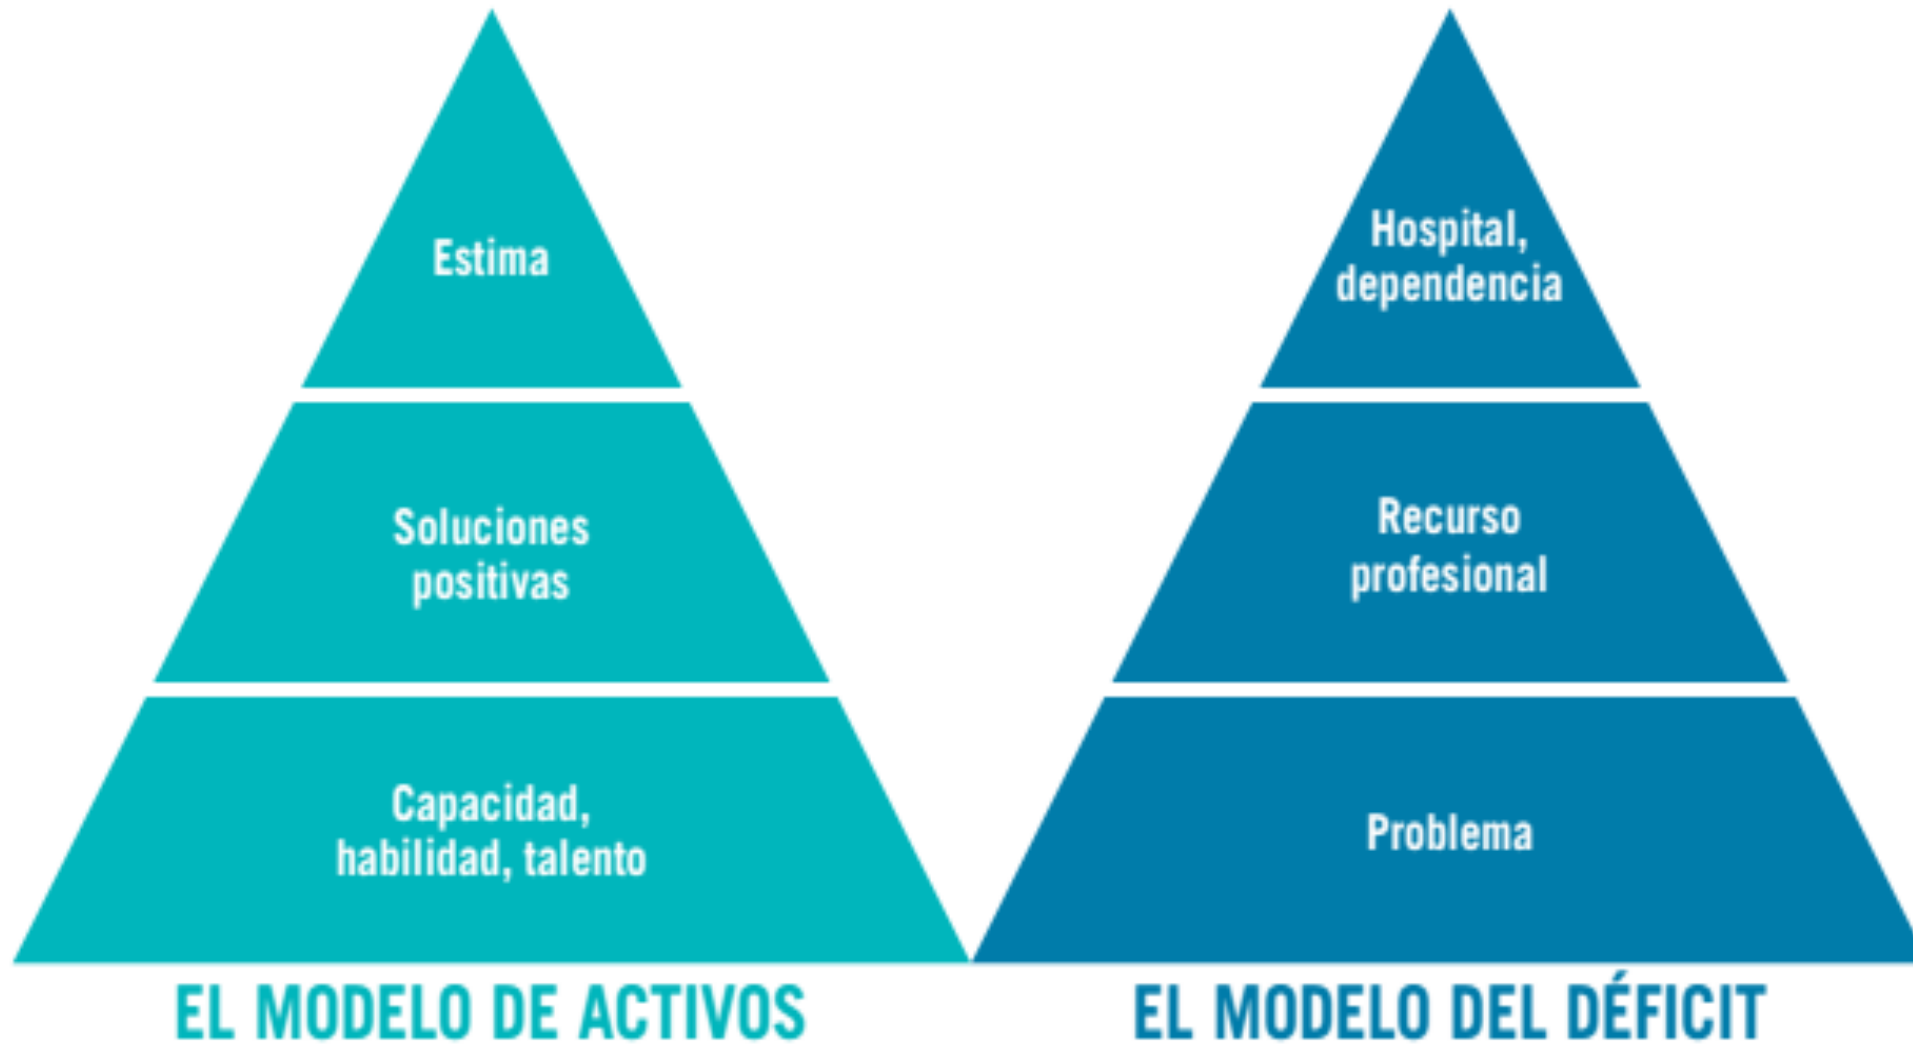 Estima
Soluciones
positivas
Capacidad,
habilidad, talento
EL MODELO DE ACTIVOS
Hospital,
dependencia
Recurso
profesional
Problema
EL MODELO DEL DÉFICIT